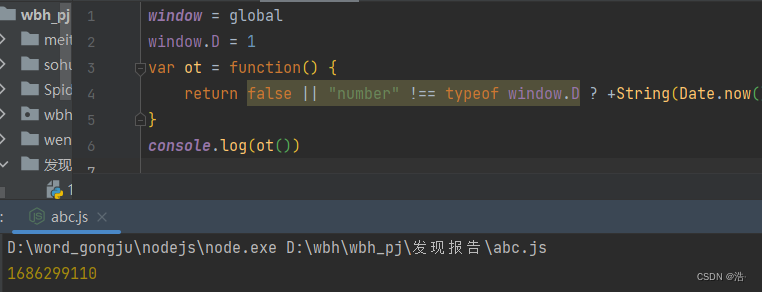 wbh_pj
meit
sohu
Spid
wbh
wen
发现
1
1 window = global
2 window.D = 1
3 var ot = function() {
4 return false || "number" !== typeof window.D ? +String(Date.now(
5 }
6 console.log(ot())
7
abc.js ×
D:\word_gongju\nodejs\node.exe D:\wbh\wbh_pj\发现报告\abc.js
1686299110
CSDN @浩·